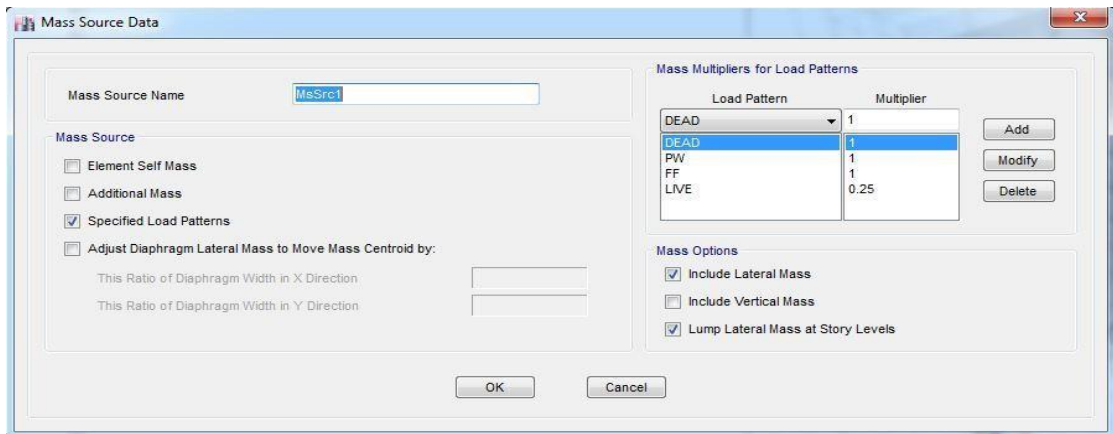 Mass Source Data
Mass Source Name MsSrc1
Mass Source
Element Self Mass
Additional Mass
Specified Load Patterns
Adjust Diaphragm Lateral Mass to Move Mass Centroid by:
This Ratio of Diaphragm Width in X Direction
This Ratio of Diaphragm Width in Y Direction
Mass Multipliers for Load Patterns
Load Pattern Multiplier
DEAD 1
DEAD 1
PW 1
FF 1
LIVE 0.25
Add
Modify
Delete
Mass Options
Include Lateral Mass
Include Vertical Mass
Lump Lateral Mass at Story Levels
OK Cancel